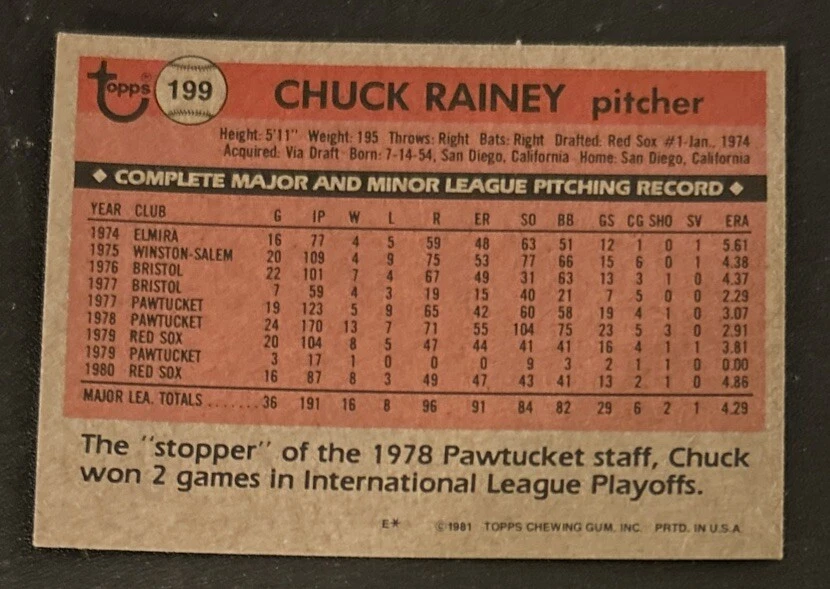 topps® 199 CHUCK RAINEY pitcher
Height: 5'11" Weight: 195 Throws: Right Bats: Right Drafted: Red Sox #1-Jan., 1974
Acquired: Via Draft Born: 7-14-54, San Diego, California Home: San Diego, California
◆ COMPLETE MAJOR AND MINOR LEAGUE PITCHING RECORD ◆
YEAR CLUB G IP W L R ER SO BB GS CG SHO SV ERA
1974 ELMIRA 16 77 4 5 59 48 63 51 12 1 0 1 5.61
1975 WINSTON-SALEM 20 109 4 9 75 53 77 66 15 6 0 1 4.38
1976 BRISTOL 22 101 7 4 67 49 31 63 13 3 1 0 4.37
1977 BRISTOL 7 59 4 3 19 15 40 21 7 5 0 0 2.29
1977 PAWTUCKET 19 123 5 9 65 42 60 58 19 4 1 0 3.07
1978 PAWTUCKET 24 170 13 7 71 55 104 75 23 5 3 0 2.91
1979 RED SOX 20 104 8 5 47 44 41 41 16 4 1 1 3.81
1979 PAWTUCKET 3 17 1 0 0 0 9 3 2 1 1 0 0.00
1980 RED SOX 16 87 8 3 49 47 43 41 13 2 1 0 4.86
MAJOR LEA. TOTALS ....... 36 191 16 8 96 91 84 82 29 6 2 1 4.29
The "stopper" of the 1978 Pawtucket staff, Chuck
won 2 games in International League Playoffs.
E* ©1981 TOPPS CHEWING GUM, INC. PRTD. IN U.S.A.